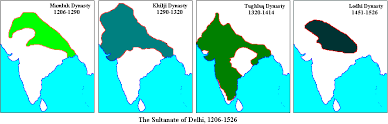 Mamluk Dynasty
1206-1290
Khilji Dynasty
1290-1320
Tughluq Dynasty
1320-1414
Lodhi Dynasty
1451-1526
The Sultanate of Delhi, 1206-1526